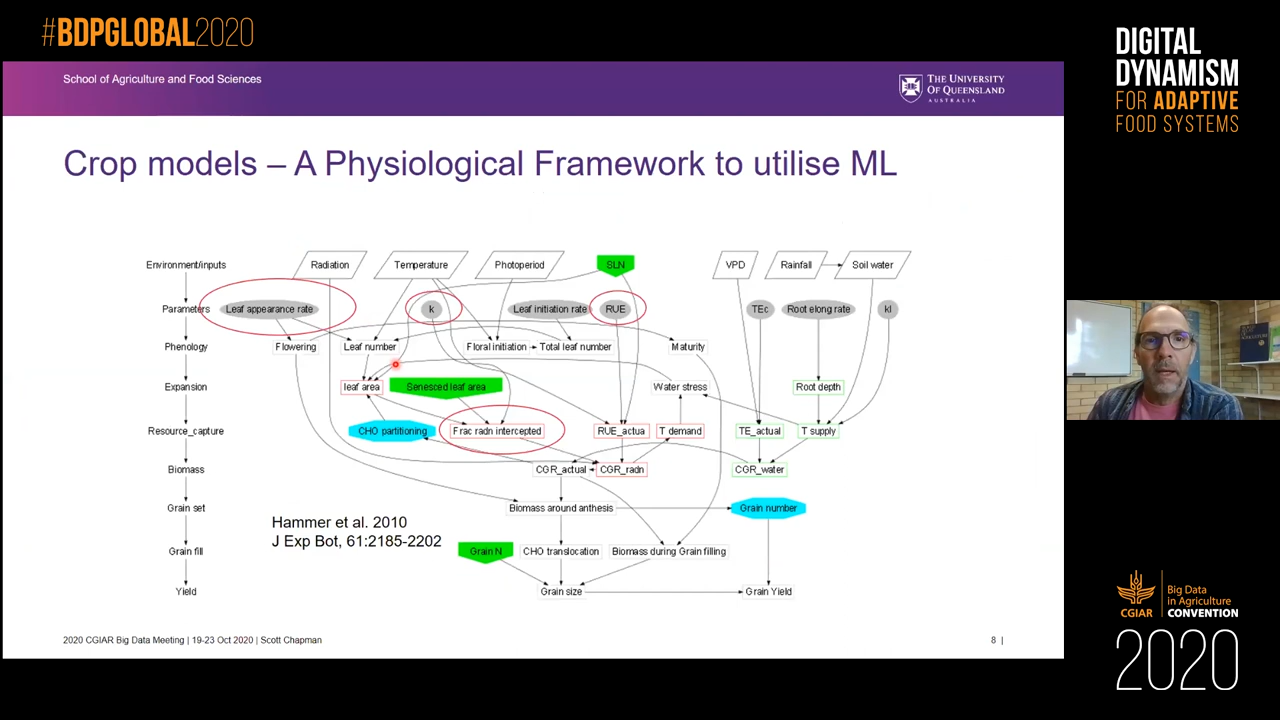 #BDPGLOBAL2020
DIGITAL
DYNAMISM
FOR ADAPTIVE
FOOD SYSTEMS
School of Agriculture and Food Sciences
THE UNIVERSITY
OF QUEENSLAND
AUSTRALIA
Crop models – A Physiological Framework to utilise ML
Environment/inputs
Radiation
Temperature
Photoperiod
SLN
VPD
Rainfall
Soil water
Parameters
Leaf appearance rate
k
Leaf initiation rate
RUE
TEc
Root elong rate
kl
Phenology
Flowering
Leaf number
Floral initiation
Total leaf number
Maturity
Expansion
leaf area
Senesced leaf area
Water stress
Root depth
Resource_capture
CHO partitioning
Frac radn intercepted
RUE_actua
T demand
TE_actual
T supply
Biomass
CGR_actual
CGR_radn
CGR_water
Grain set
Biomass around anthesis
Grain number
Hammer et al. 2010
J Exp Bot, 61:2185-2202
Grain fill
Grain N
CHO translocation
Biomass during Grain filling
Yield
Grain size
Grain Yield
2020 CGIAR Big Data Meeting | 19-23 Oct 2020 | Scott Chapman
8 |
CGIAR
Big Data
in Agriculture
CONVENTION
2020